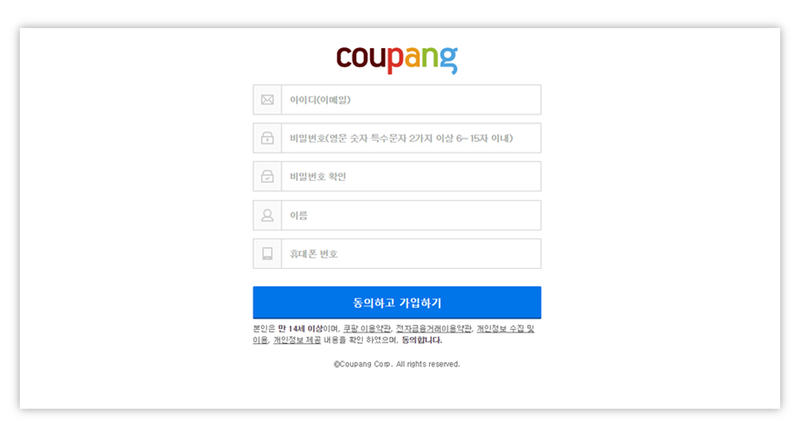 coupang
아이디(이메일)
비밀번호(영문 숫자 특수문자 2가지 이상 6~15자 이내)
비밀번호 확인
이름
휴대폰 번호
동의하고 가입하기
본인은 만 14세 이상이며, 쿠팡 이용약관, 전자금융거래이용약관, 개인정보 수집 및
이용, 개인정보 제공 내용을 확인 하였으며, 동의합니다.
©Coupang Corp. All rights reserved.